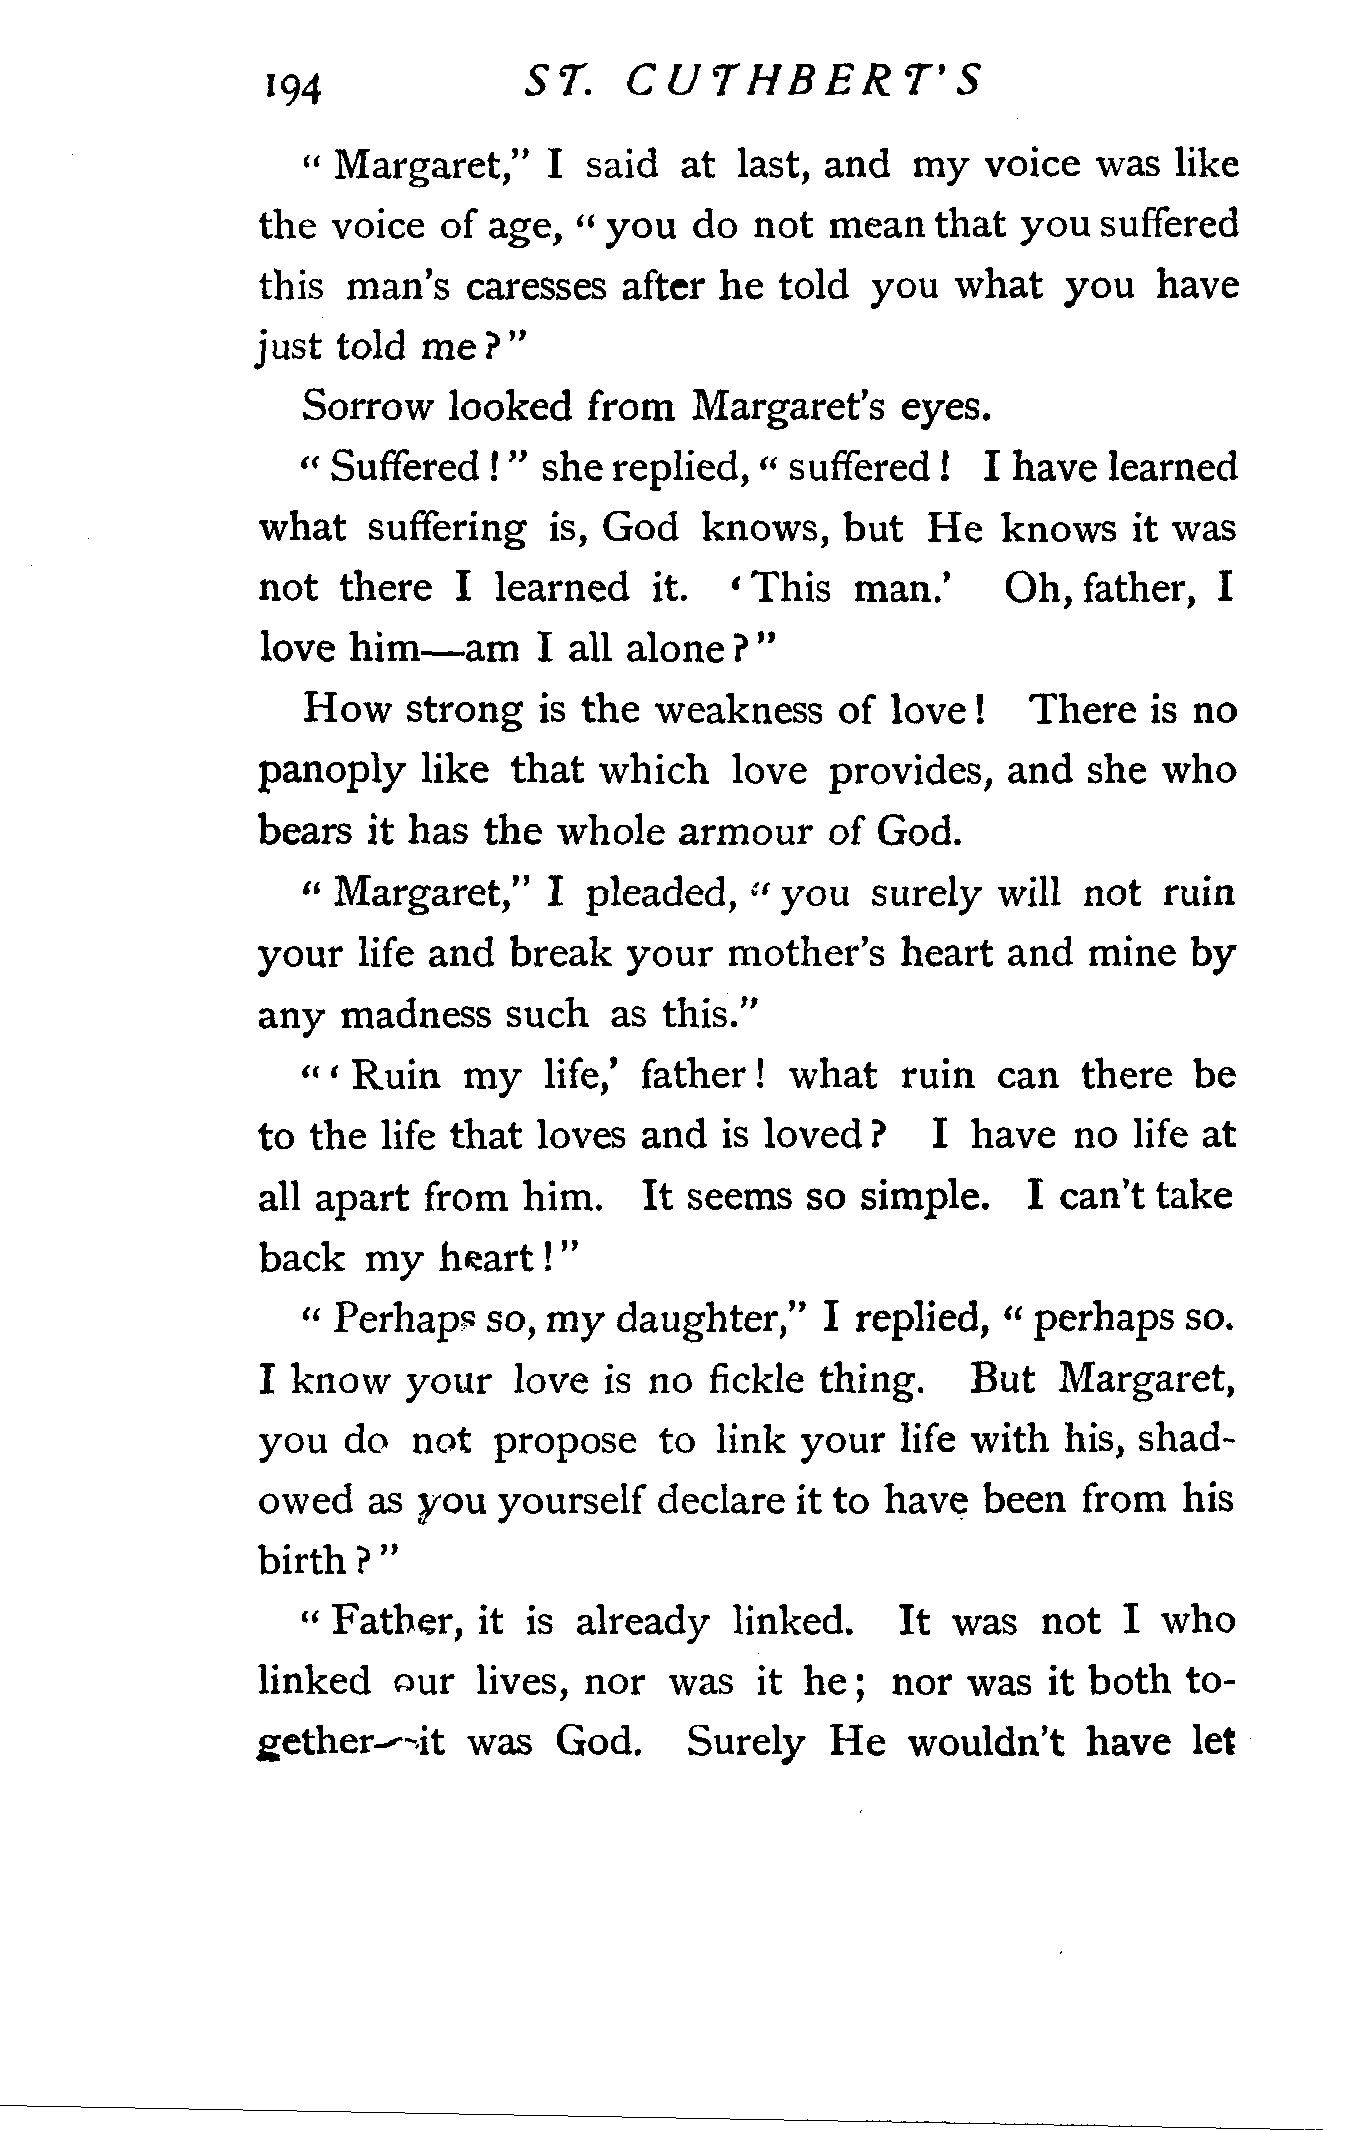 194 ST. CUTHBERT'S
“ Margaret,” I said at last, and my voice was like
the voice of age, “ you do not mean that you suffered
this man's caresses after he told you what you have
just told me ? ”
Sorrow looked from Margaret's eyes.
“ Suffered ! ” she replied, “ suffered ! I have learned
what suffering is, God knows, but He knows it was
not there I learned it. ‘ This man.’ Oh, father, I
love him—am I all alone ? ”
How strong is the weakness of love ! There is no
panoply like that which love provides, and she who
bears it has the whole armour of God.
“ Margaret,” I pleaded, “ you surely will not ruin
your life and break your mother's heart and mine by
any madness such as this.”
“ ‘ Ruin my life,’ father ! what ruin can there be
to the life that loves and is loved ? I have no life at
all apart from him. It seems so simple. I can't take
back my heart ! ”
“ Perhaps so, my daughter,” I replied, “ perhaps so.
I know your love is no fickle thing. But Margaret,
you do not propose to link your life with his, shad-
owed as you yourself declare it to have been from his
birth ? ”
“ Father, it is already linked. It was not I who
linked our lives, nor was it he ; nor was it both to-
gether—it was God. Surely He wouldn't have let